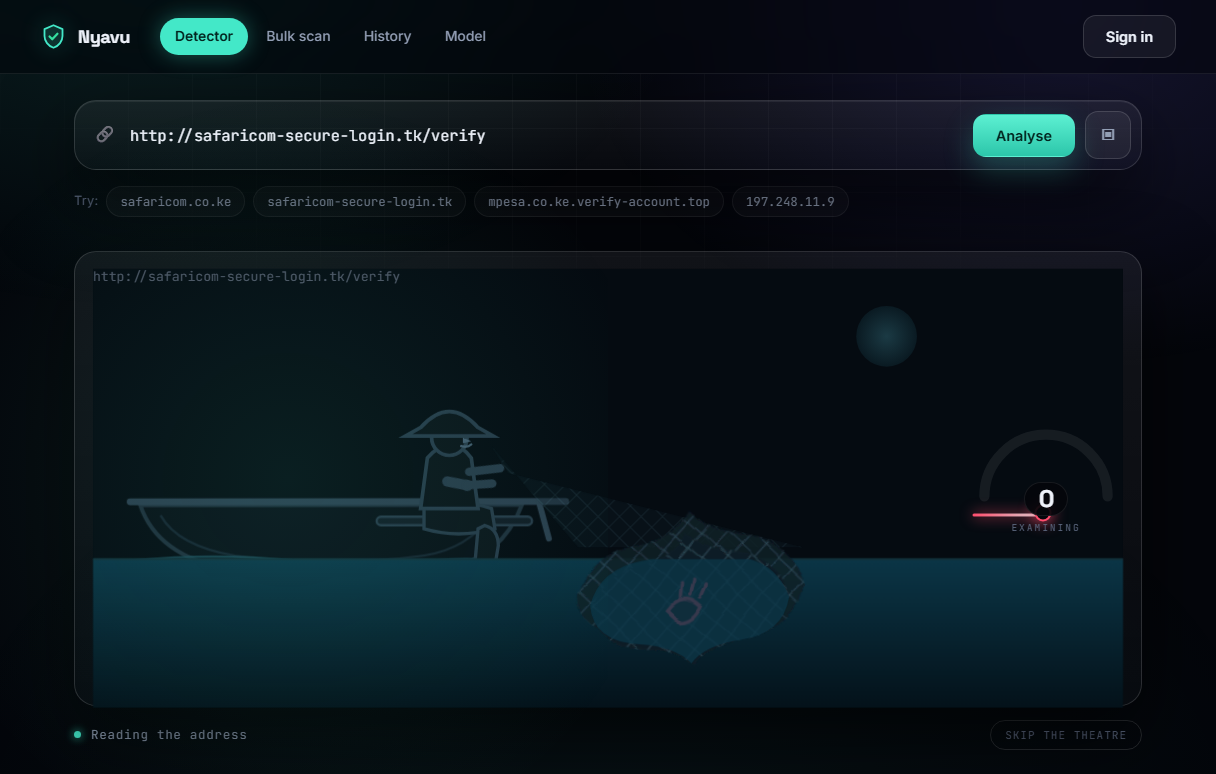 Nyavu Detector Bulk scan History Model Sign in
http://safaricom-secure-login.tk/verify Analyse
Try: safaricom.co.ke safaricom-secure-login.tk mpesa.co.ke.verify-account.top 197.248.11.9
http://safaricom-secure-login.tk/verify
0
EXAMINING
Reading the address SKIP THE THEATRE